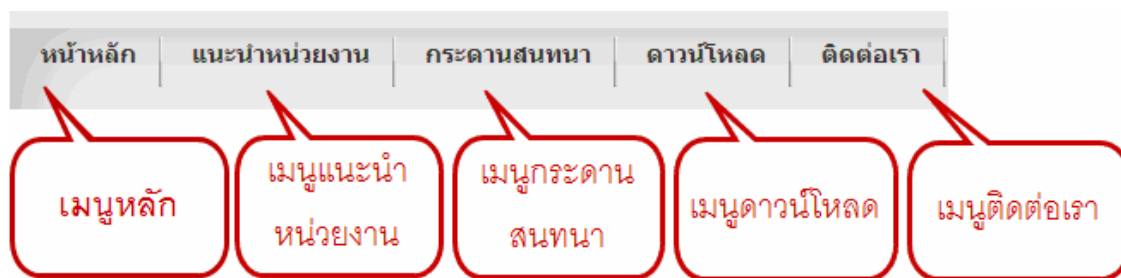 หน้าหลัก แนะนำหน่วยงาน กระดานสนทนา ดาวน์โหลด ติดต่อเรา
เมนูหลัก
เมนูแนะนำ
หน่วยงาน
เมนูกระดาน
สนทนา
เมนูดาวน์โหลด
เมนูติดต่อเรา